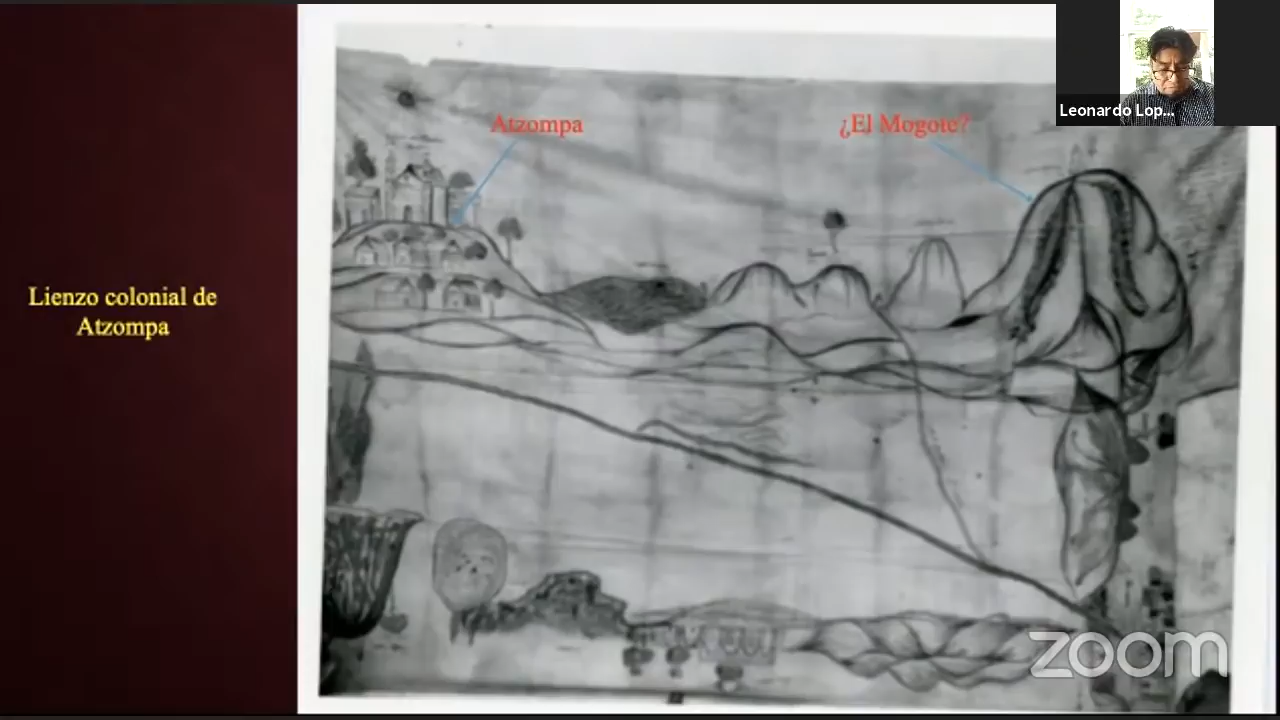 Leonardo Lop...
Atzompa
¿El Mogote?
Lienzo colonial de
Atzompa
zoom